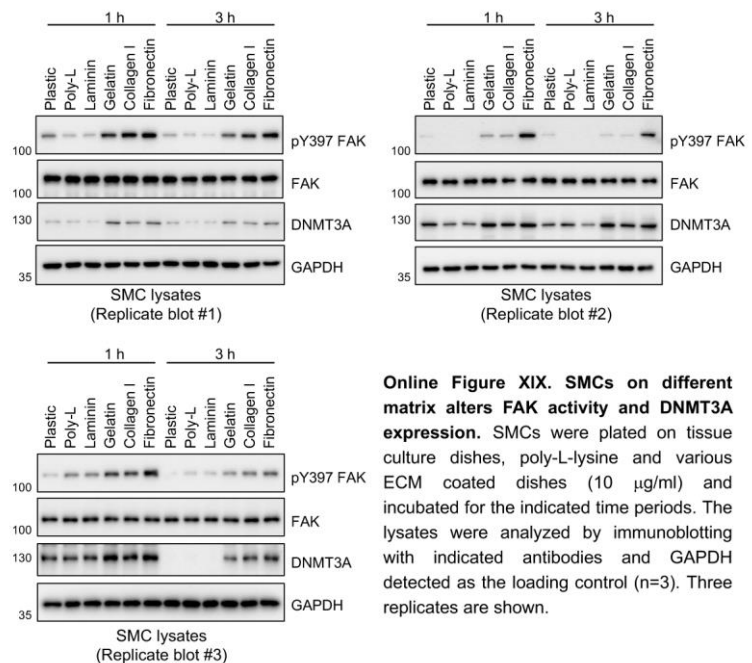 1 h 3 h
Plastic Poly-L Laminin Gelatin Collagen I Fibronectin Plastic Poly-L Laminin Gelatin Collagen I Fibronectin
pY397 FAK
100
FAK
100
130
DNMT3A
GAPDH
35
SMC lysates
(Replicate blot #1)
1 h 3 h
Plastic Poly-L Laminin Gelatin Collagen I Fibronectin Plastic Poly-L Laminin Gelatin Collagen I Fibronectin
pY397 FAK
100
FAK
100
130
DNMT3A
GAPDH
35
SMC lysates
(Replicate blot #2)
1 h 3 h
Plastic Poly-L Laminin Gelatin Collagen I Fibronectin Plastic Poly-L Laminin Gelatin Collagen I Fibronectin
pY397 FAK
100
FAK
100
130
DNMT3A
GAPDH
35
SMC lysates
(Replicate blot #3)
Online Figure XIX. SMCs on different
matrix alters FAK activity and DNMT3A
expression. SMCs were plated on tissue
culture dishes, poly-L-lysine and various
ECM coated dishes (10 μg/ml) and
incubated for the indicated time periods. The
lysates were analyzed by immunoblotting
with indicated antibodies and GAPDH
detected as the loading control (n=3). Three
replicates are shown.